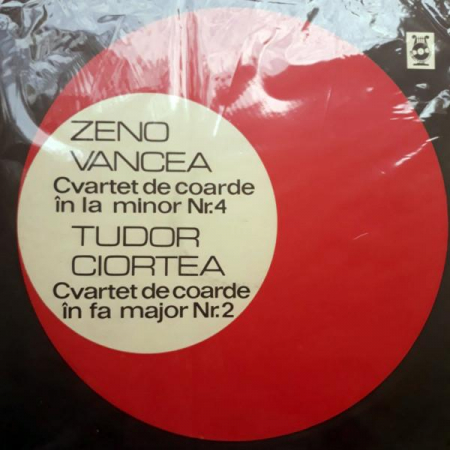 ZENO
VANCEA
Cvartet de coarde
în la minor Nr.4
TUDOR
CIORTEA
Cvartet de coarde
în fa major Nr.2